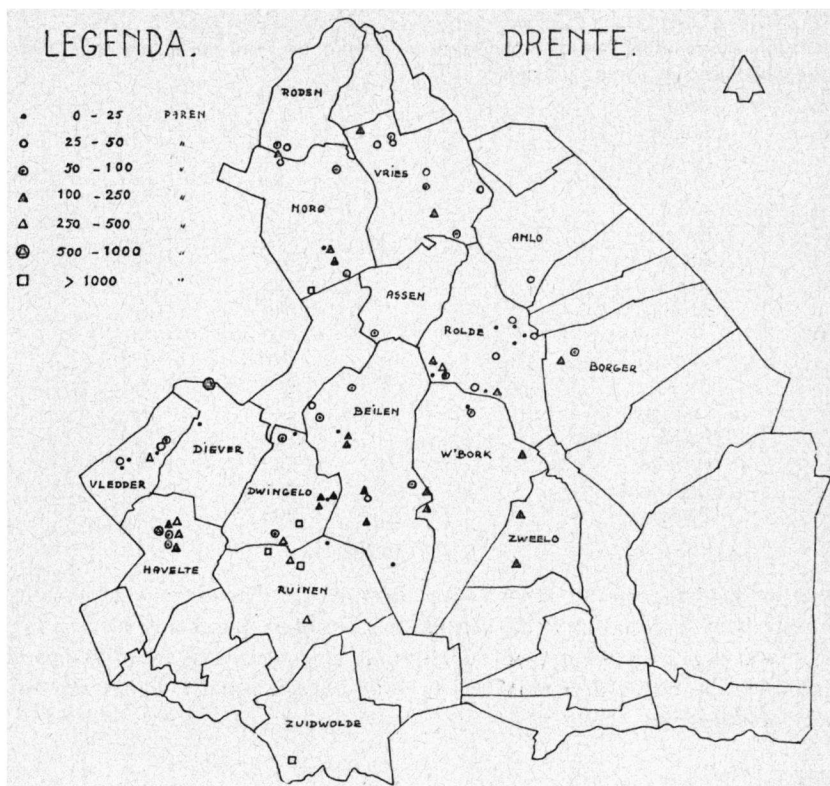 LEGENDA.
DRENTE.
0 - 25 PAREN
25 - 50 "
50 - 100 "
100 - 250 "
250 - 500 "
500 - 1000 "
> 1000 "
RODEN
VRIES
NORG
ANLO
ASSEN
ROLDE
BORGER
BEILEN
DIEVER
W'BORK
VLEDDER
DWINGELO
ZWEELO
HAVELTE
RUINEN
ZUIDWOLDE